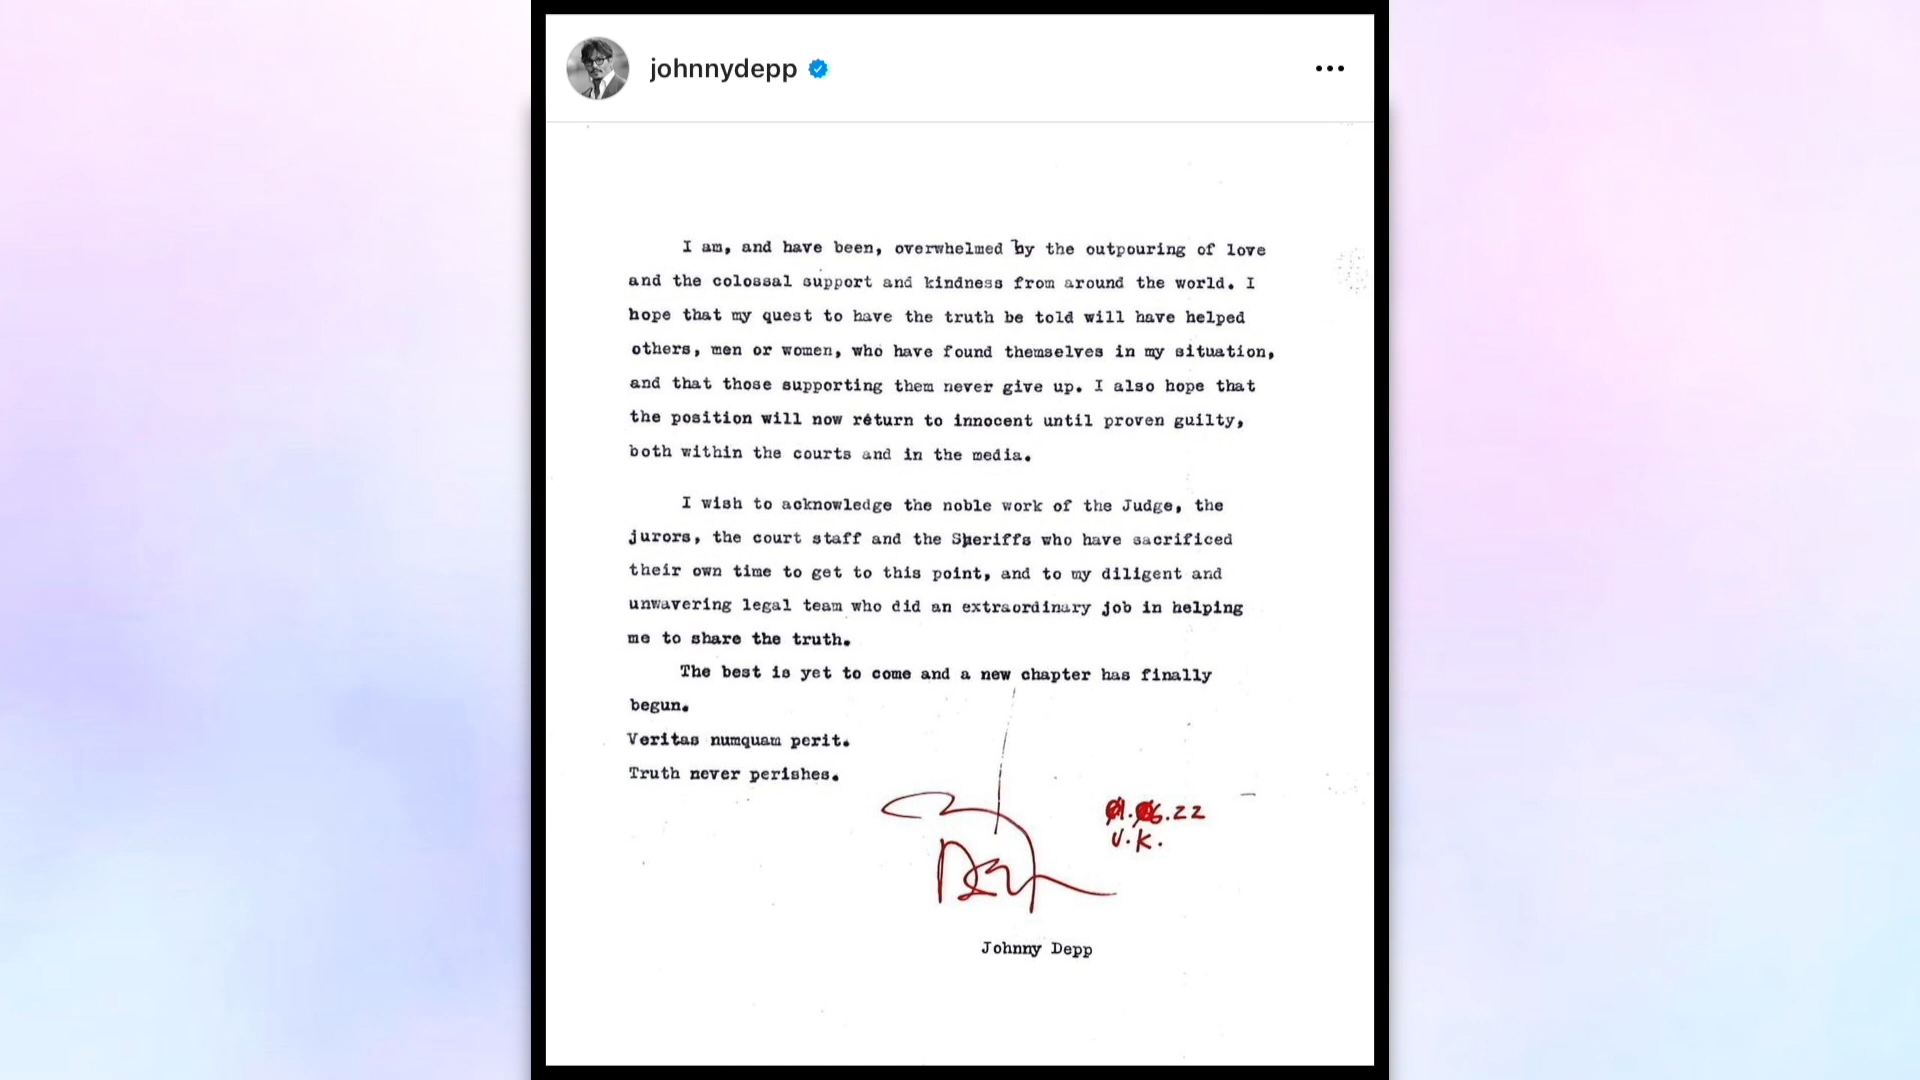 johnnydepp
I am, and have been, overwhelmed by the outpouring of love
and the colossal support and kindness from around the world. I
hope that my quest to have the truth be told will have helped
others, men or women, who have found themselves in my situation,
and that those supporting them never give up. I also hope that
the position will now return to innocent until proven guilty,
both within the courts and in the media.
I wish to acknowledge the noble work of the Judge, the
jurors, the court staff and the Sheriffs who have sacrificed
their own time to get to this point, and to my diligent and
unwavering legal team who did an extraordinary job in helping
me to share the truth.
The best is yet to come and a new chapter has finally
begun.
Veritas numquam perit.
Truth never perishes.
Depp
.22
U.K.
Johnny Depp